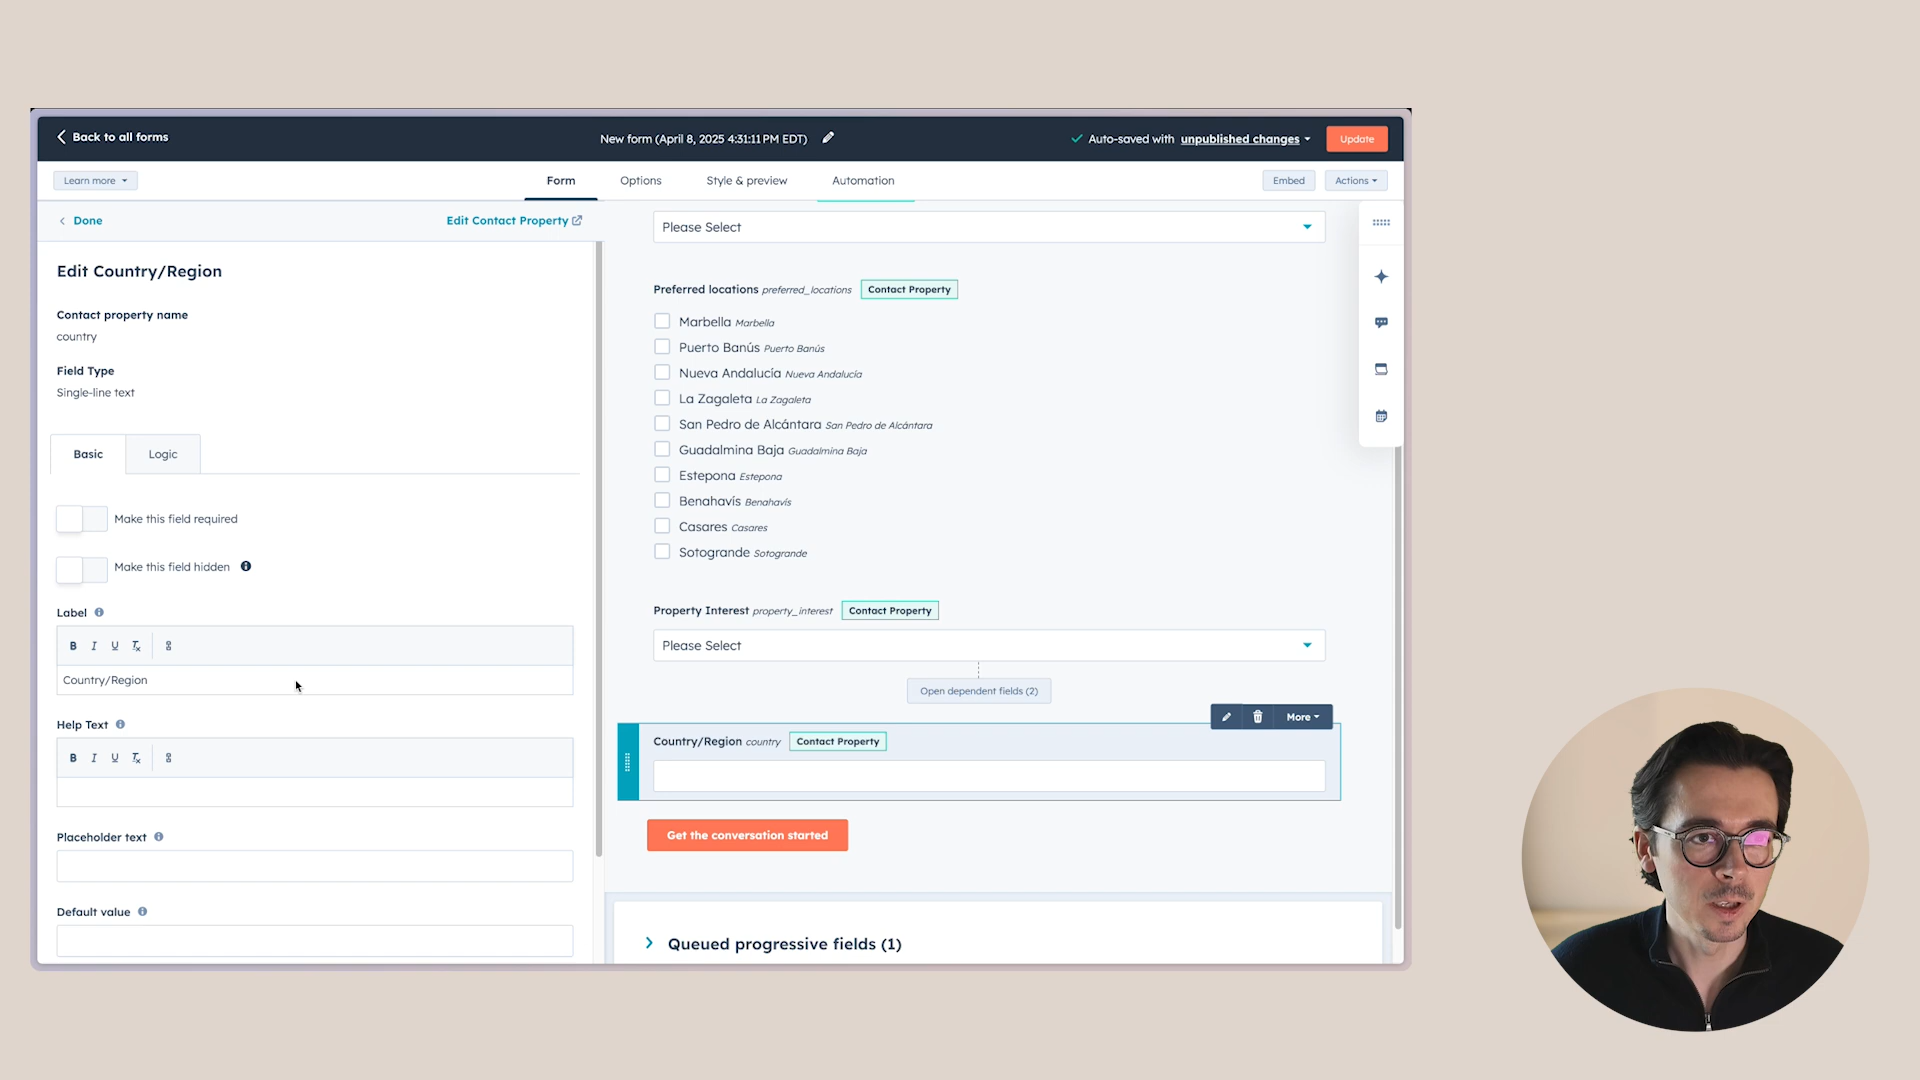 Back to all forms
New form (April 8, 2025 4:31:11 PM EDT)
Auto-saved with unpublished changes
Update
Learn more
Form
Options
Style & preview
Automation
Embed
Actions
Done
Edit Contact Property
Edit Country/Region
Contact property name
country
Field Type
Single-line text
Basic
Logic
Make this field required
Make this field hidden
Label
B I U Tx
Country/Region
Help Text
B I U Tx
Placeholder text
Default value
Please Select
Preferred locations preferred_locations Contact Property
Marbella Marbella
Puerto Banús Puerto Banús
Nueva Andalucía Nueva Andalucía
La Zagaleta La Zagaleta
San Pedro de Alcántara San Pedro de Alcántara
Guadalmina Baja Guadalmina Baja
Estepona Estepona
Benahavís Benahavís
Casares Casares
Sotogrande Sotogrande
Property Interest property_interest Contact Property
Please Select
Open dependent fields (2)
More
Country/Region country Contact Property
Get the conversation started
Queued progressive fields (1)